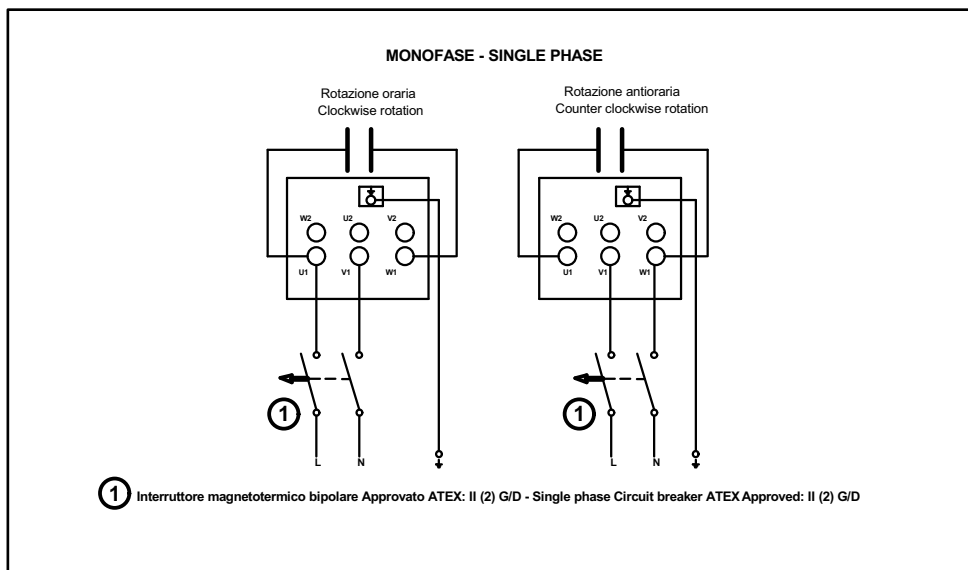 MONOFASE - SINGLE PHASE
Rotazione oraria
Clockwise rotation
W2 U2 V2
U1 V1 W1
1
L N
Rotazione antioraria
Counter clockwise rotation
W2 U2 V2
U1 V1 W1
1
L N
1 Interruttore magnetotermico bipolare Approvato ATEX: II (2) G/D - Single phase Circuit breaker ATEX Approved: II (2) G/D